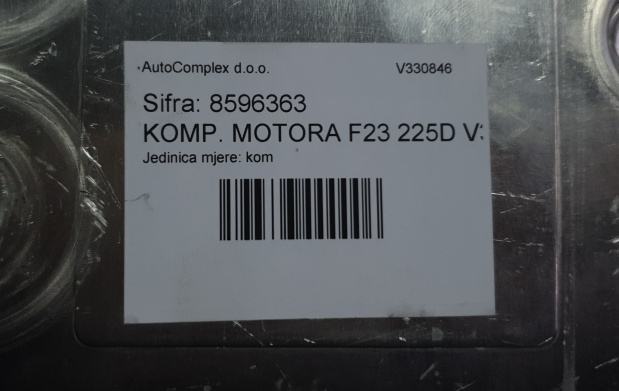 AutoComplex d.o.o. V330846
Sifra: 8596363
KOMP. MOTORA F23 225D
Jedinica mjere: kom